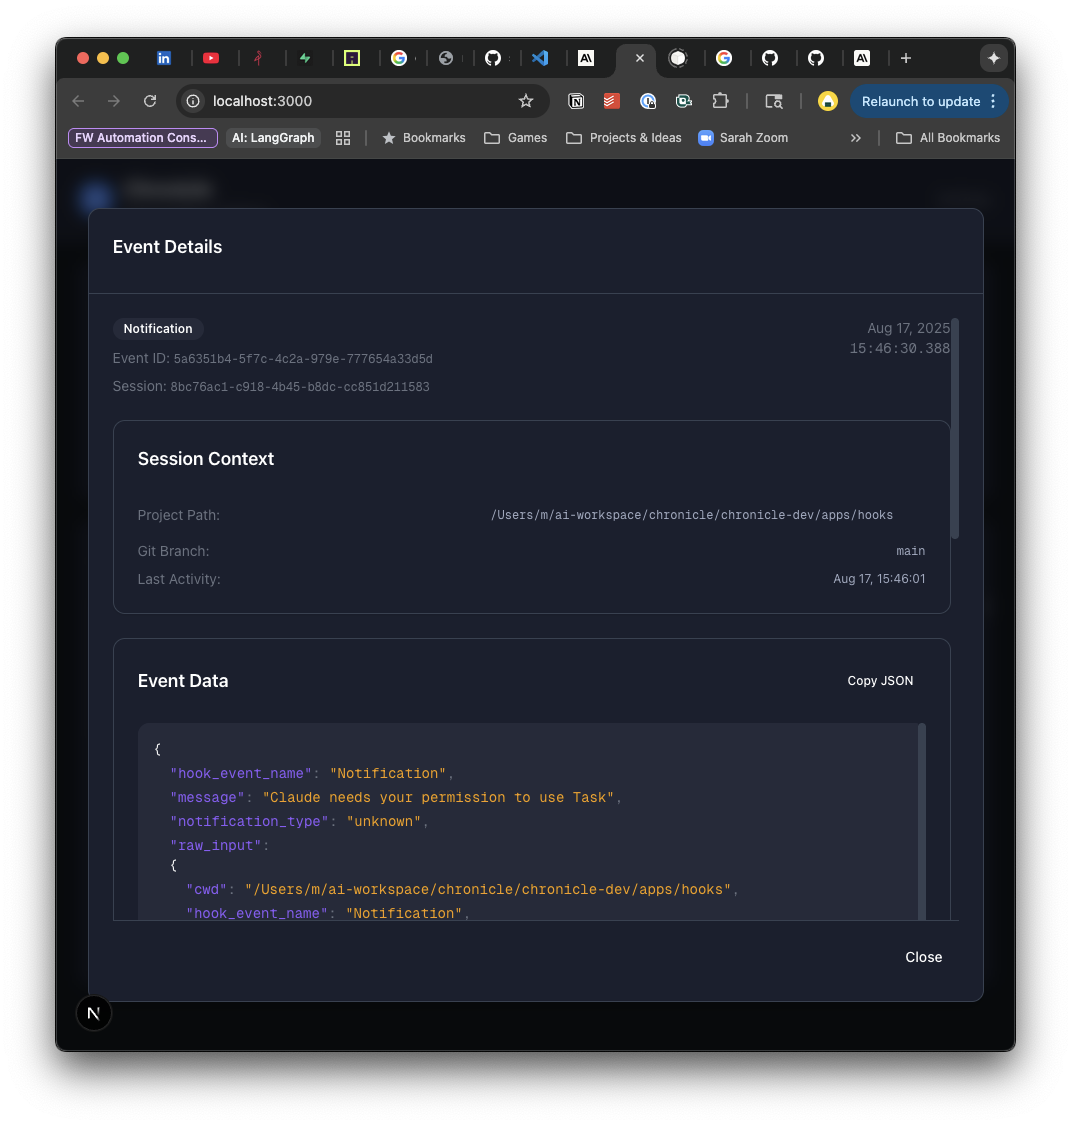 localhost:3000
Relaunch to update
FW Automation Cons...
AI: LangGraph
Bookmarks
Games
Projects & Ideas
Sarah Zoom
All Bookmarks
Event Details
Notification
Aug 17, 2025
15:46:30.388
Event ID: 5a6351b4-5f7c-4c2a-979e-777654a33d5d
Session: 8bc76ac1-c918-4b45-b8dc-cc851d211583
Session Context
Project Path: /Users/m/ai-workspace/chronicle/chronicle-dev/apps/hooks
Git Branch: main
Last Activity: Aug 17, 15:46:01
Event Data
Copy JSON
{
"hook_event_name": "Notification",
"message": "Claude needs your permission to use Task",
"notification_type": "unknown",
"raw_input":
{
"cwd": "/Users/m/ai-workspace/chronicle/chronicle-dev/apps/hooks",
"hook_event_name": "Notification",
Close
N